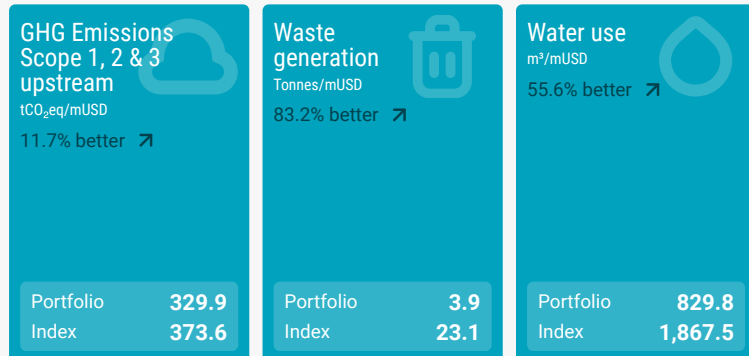 GHG Emissions
Scope 1, 2 & 3
upstream
tCO₂eq/mUSD
11.7% better
Portfolio 329.9
Index 373.6
Waste
generation
Tonnes/mUSD
83.2% better
Portfolio 3.9
Index 23.1
Water use
m³/mUSD
55.6% better
Portfolio 829.8
Index 1,867.5